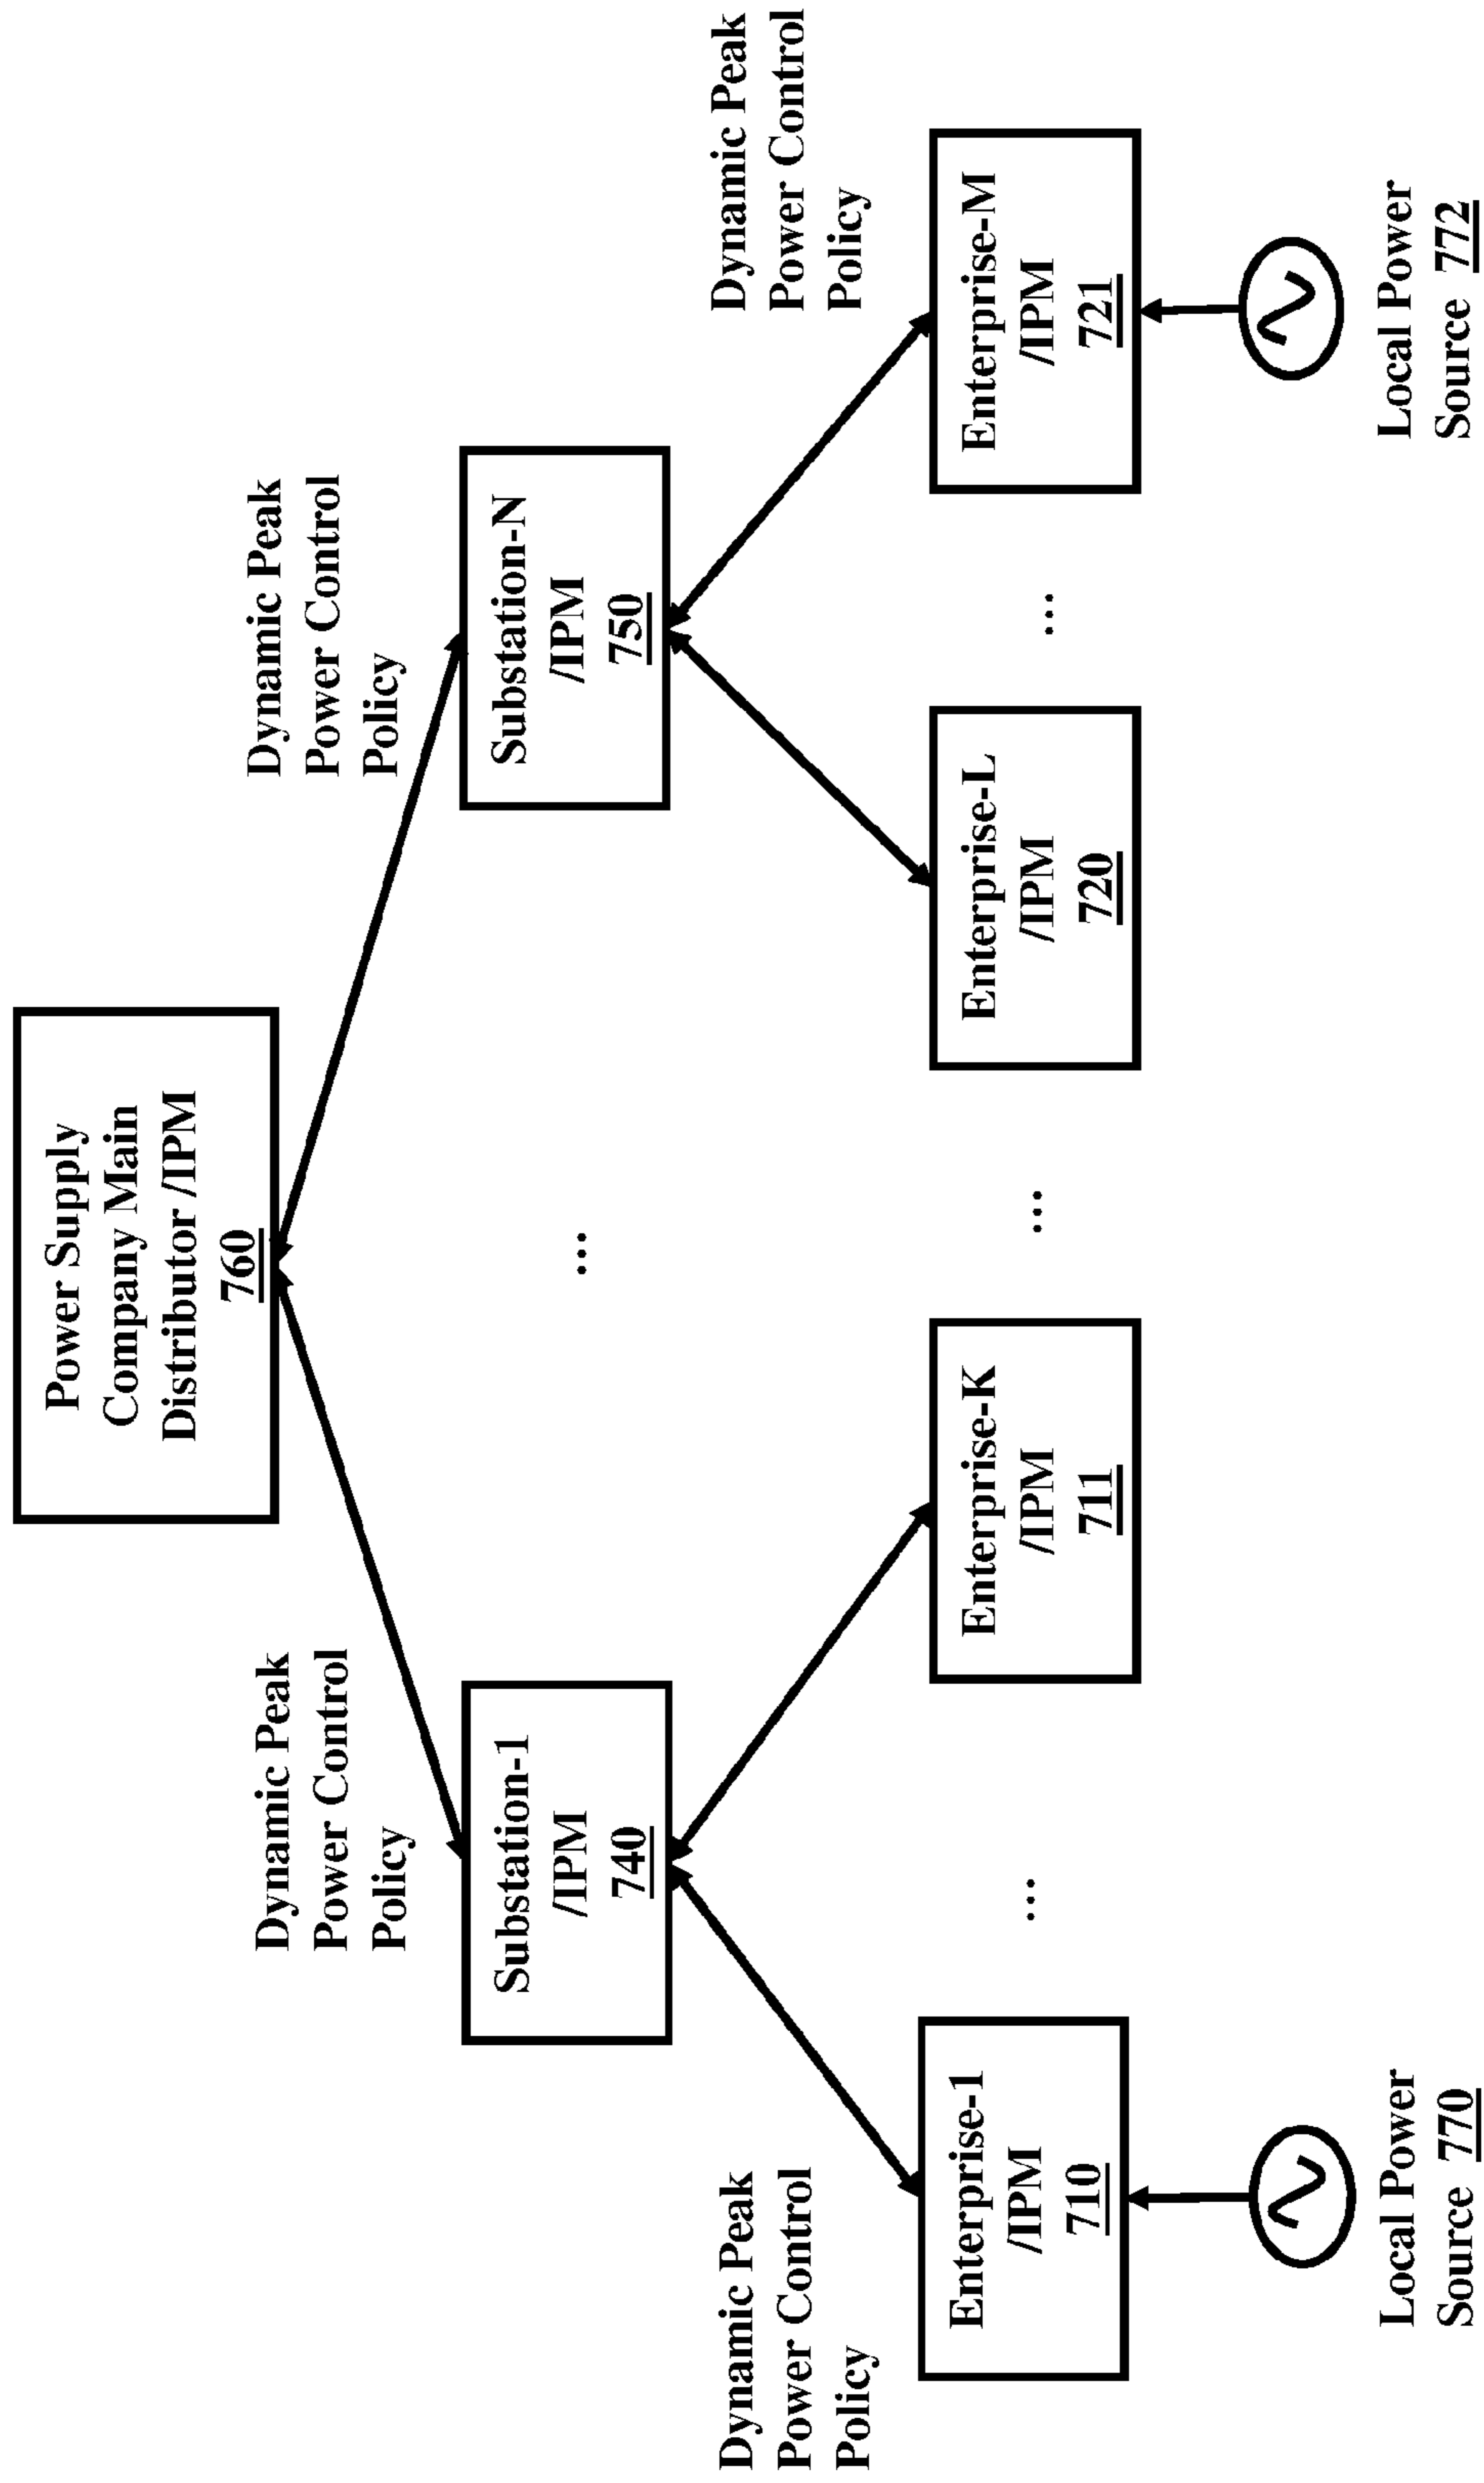 Power Supply
Company Main
Distributor /IPM
760
Dynamic Peak
Power Control
Policy
Dynamic Peak
Power Control
Policy
Substation-1
/IPM
740
...
Substation-N
/IPM
750
Dynamic Peak
Power Control
Policy
Dynamic Peak
Power Control
Policy
Enterprise-1
/IPM
710
...
Enterprise-K
/IPM
711
...
Enterprise-L
/IPM
720
...
Enterprise-M
/IPM
721
Local Power
Source 770
Local Power
Source 772